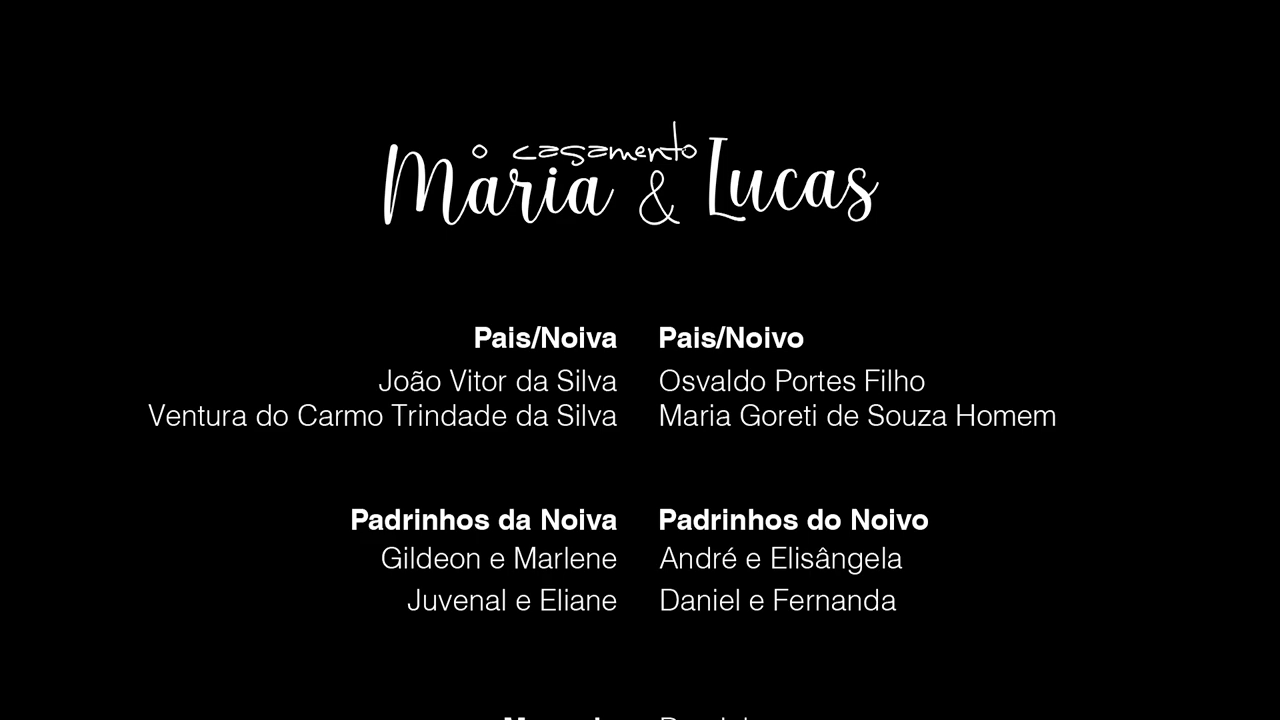 o casamento
Maria & Lucas
Pais/Noiva Pais/Noivo
João Vitor da Silva Osvaldo Portes Filho
Ventura do Carmo Trindade da Silva Maria Goreti de Souza Homem
Padrinhos da Noiva Padrinhos do Noivo
Gildeon e Marlene André e Elisângela
Juvenal e Eliane Daniel e Fernanda